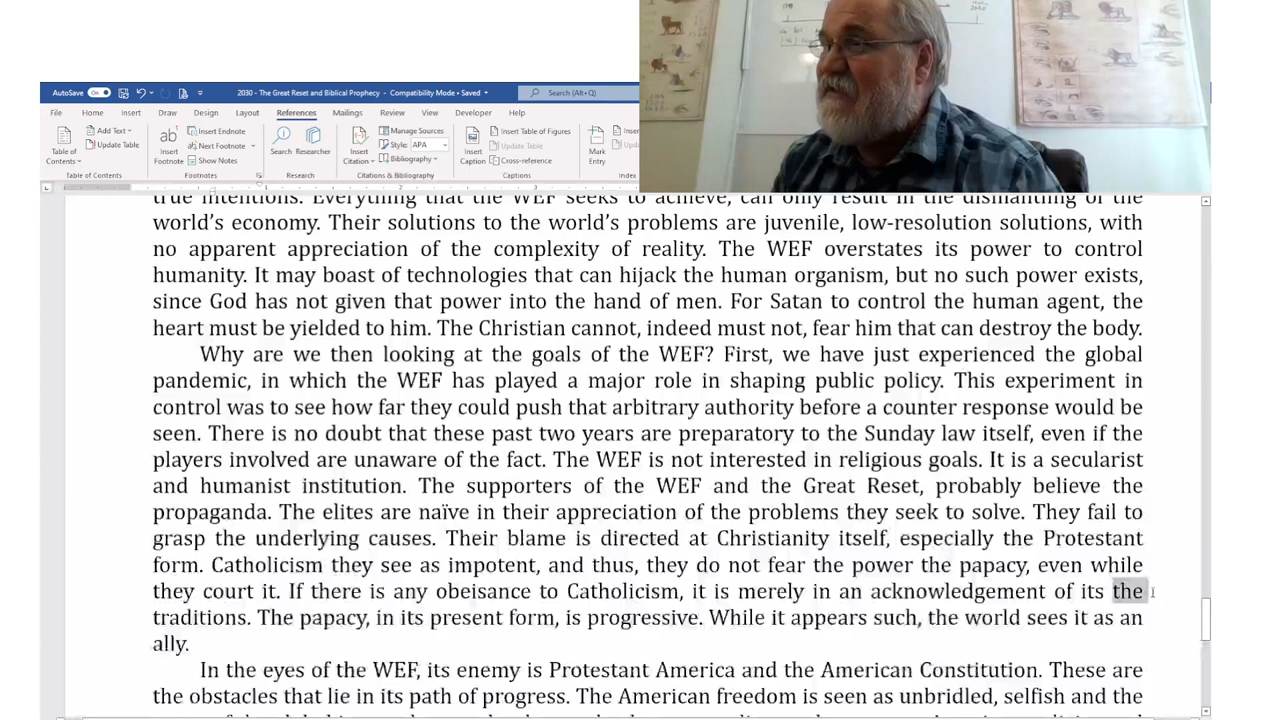 AutoSave On 2030 - The Great Reset and Biblical Prophecy - Compatibility Mode • Saved Search (Alt+Q)
File Home Insert Draw Design Layout References Mailings Review View Developer Help
Table of Contents
Add Text
Update Table
Table of Contents
ab
Insert Footnote
Insert Endnote
Next Footnote
Show Notes
Footnotes
Search
Researcher
Research
Insert Citation
Manage Sources
Style: APA
Bibliography
Citations & Bibliography
Insert Caption
Insert Table of Figures
Update Table
Cross-reference
Captions
Mark Entry
Index
true intentions. Everything that the WEF seeks to achieve, can only result in the dismantling of the
world's economy. Their solutions to the world's problems are juvenile, low-resolution solutions, with
no apparent appreciation of the complexity of reality. The WEF overstates its power to control
humanity. It may boast of technologies that can hijack the human organism, but no such power exists,
since God has not given that power into the hand of men. For Satan to control the human agent, the
heart must be yielded to him. The Christian cannot, indeed must not, fear him that can destroy the body.
Why are we then looking at the goals of the WEF? First, we have just experienced the global
pandemic, in which the WEF has played a major role in shaping public policy. This experiment in
control was to see how far they could push that arbitrary authority before a counter response would be
seen. There is no doubt that these past two years are preparatory to the Sunday law itself, even if the
players involved are unaware of the fact. The WEF is not interested in religious goals. It is a secularist
and humanist institution. The supporters of the WEF and the Great Reset, probably believe the
propaganda. The elites are naïve in their appreciation of the problems they seek to solve. They fail to
grasp the underlying causes. Their blame is directed at Christianity itself, especially the Protestant
form. Catholicism they see as impotent, and thus, they do not fear the power the papacy, even while
they court it. If there is any obeisance to Catholicism, it is merely in an acknowledgement of its the
traditions. The papacy, in its present form, is progressive. While it appears such, the world sees it as an
ally.
In the eyes of the WEF, its enemy is Protestant America and the American Constitution. These are
the obstacles that lie in its path of progress. The American freedom is seen as unbridled, selfish and the